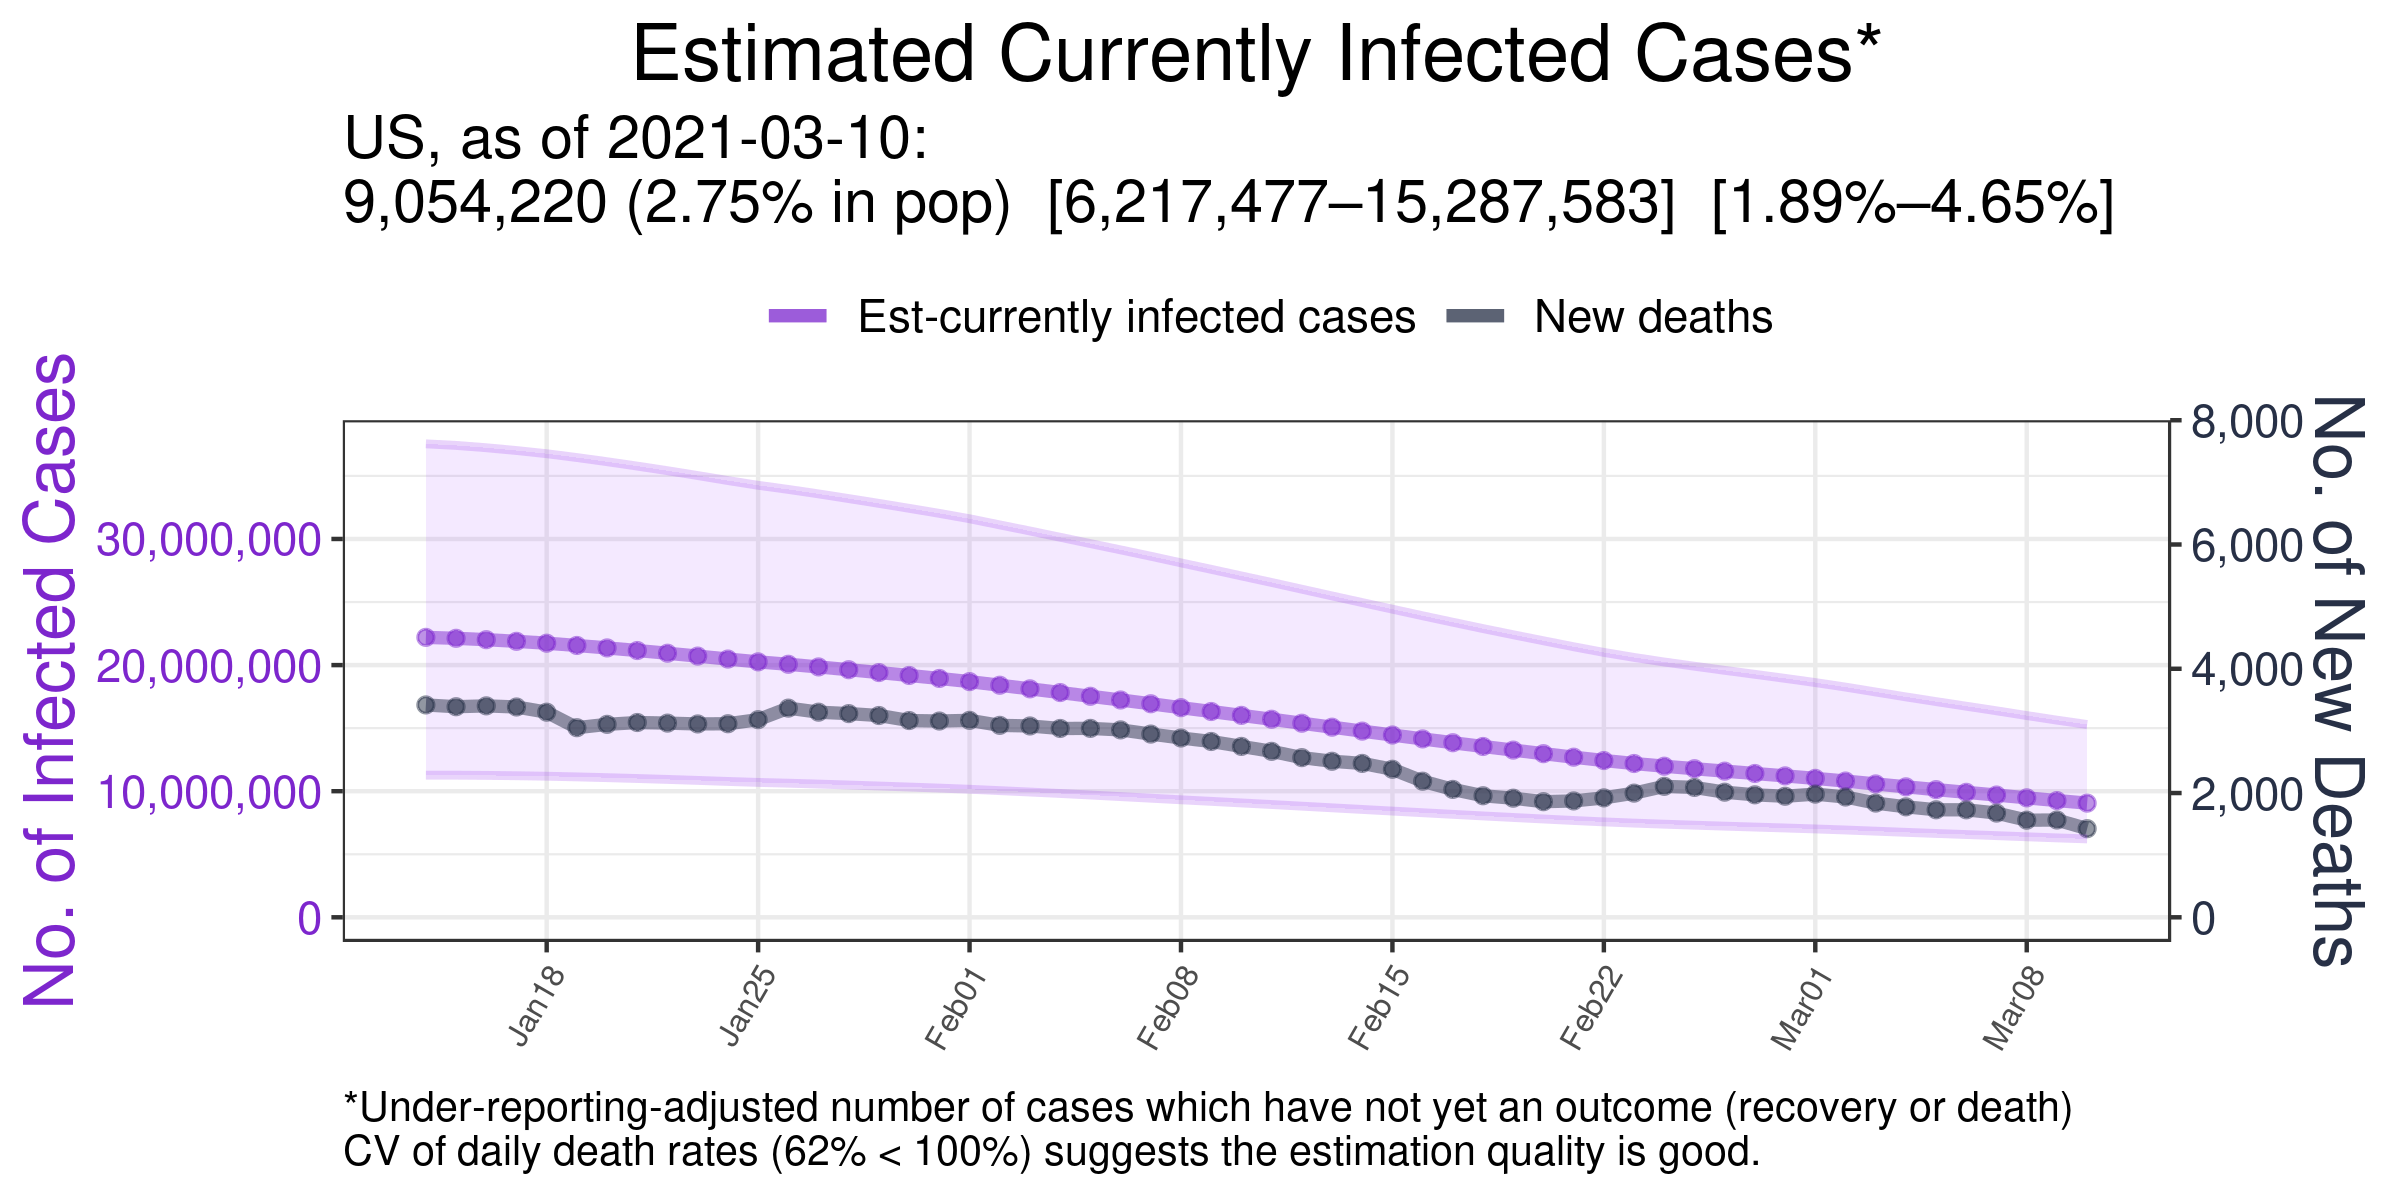 Estimated Currently Infected Cases*
US, as of 2021-03-10:
9,054,220 (2.75% in pop)  [6,217,477–15,287,583]  [1.89%–4.65%]
Est-currently infected cases
New deaths
No. of Infected Cases
30,000,000
20,000,000
10,000,000
0
8,000
6,000
4,000
2,000
0
No. of New Deaths
Jan18
Jan25
Feb01
Feb08
Feb15
Feb22
Mar01
Mar08
*Under-reporting-adjusted number of cases which have not yet an outcome (recovery or death)
CV of daily death rates (62% < 100%) suggests the estimation quality is good.